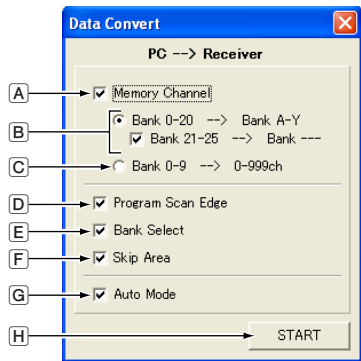 Data Convert
PC --> Receiver
A Memory Channel
B Bank 0-20 --> Bank A-Y
Bank 21-25 --> Bank ---
C Bank 0-9 --> 0-999ch
D Program Scan Edge
E Bank Select
F Skip Area
G Auto Mode
H START